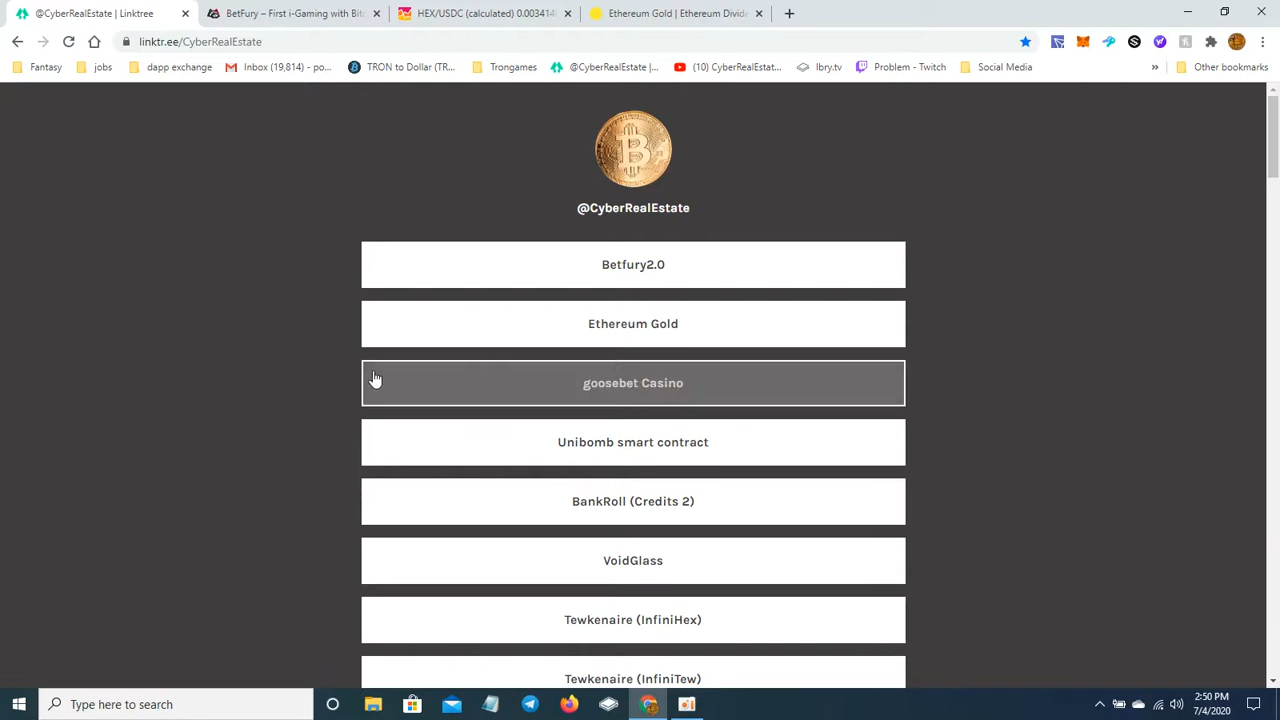 @CyberRealEstate | Linktree
BetFury – First i-Gaming with Bit
HEX/USDC (calculated) 0.003414
Ethereum Gold | Ethereum Divide
linktr.ee/CyberRealEstate
Fantasy
jobs
dapp exchange
Inbox (19,814) - po...
TRON to Dollar (TR...
Trongames
@CyberRealEstate |...
(10) CyberRealEstat...
lbry.tv
Problem - Twitch
Social Media
»
Other bookmarks
@CyberRealEstate
Betfury2.0
Ethereum Gold
goosebet Casino
Unibomb smart contract
BankRoll (Credits 2)
VoidGlass
Tewkenaire (InfiniHex)
Tewkenaire (InfiniTew)
Type here to search
2:50 PM
7/4/2020